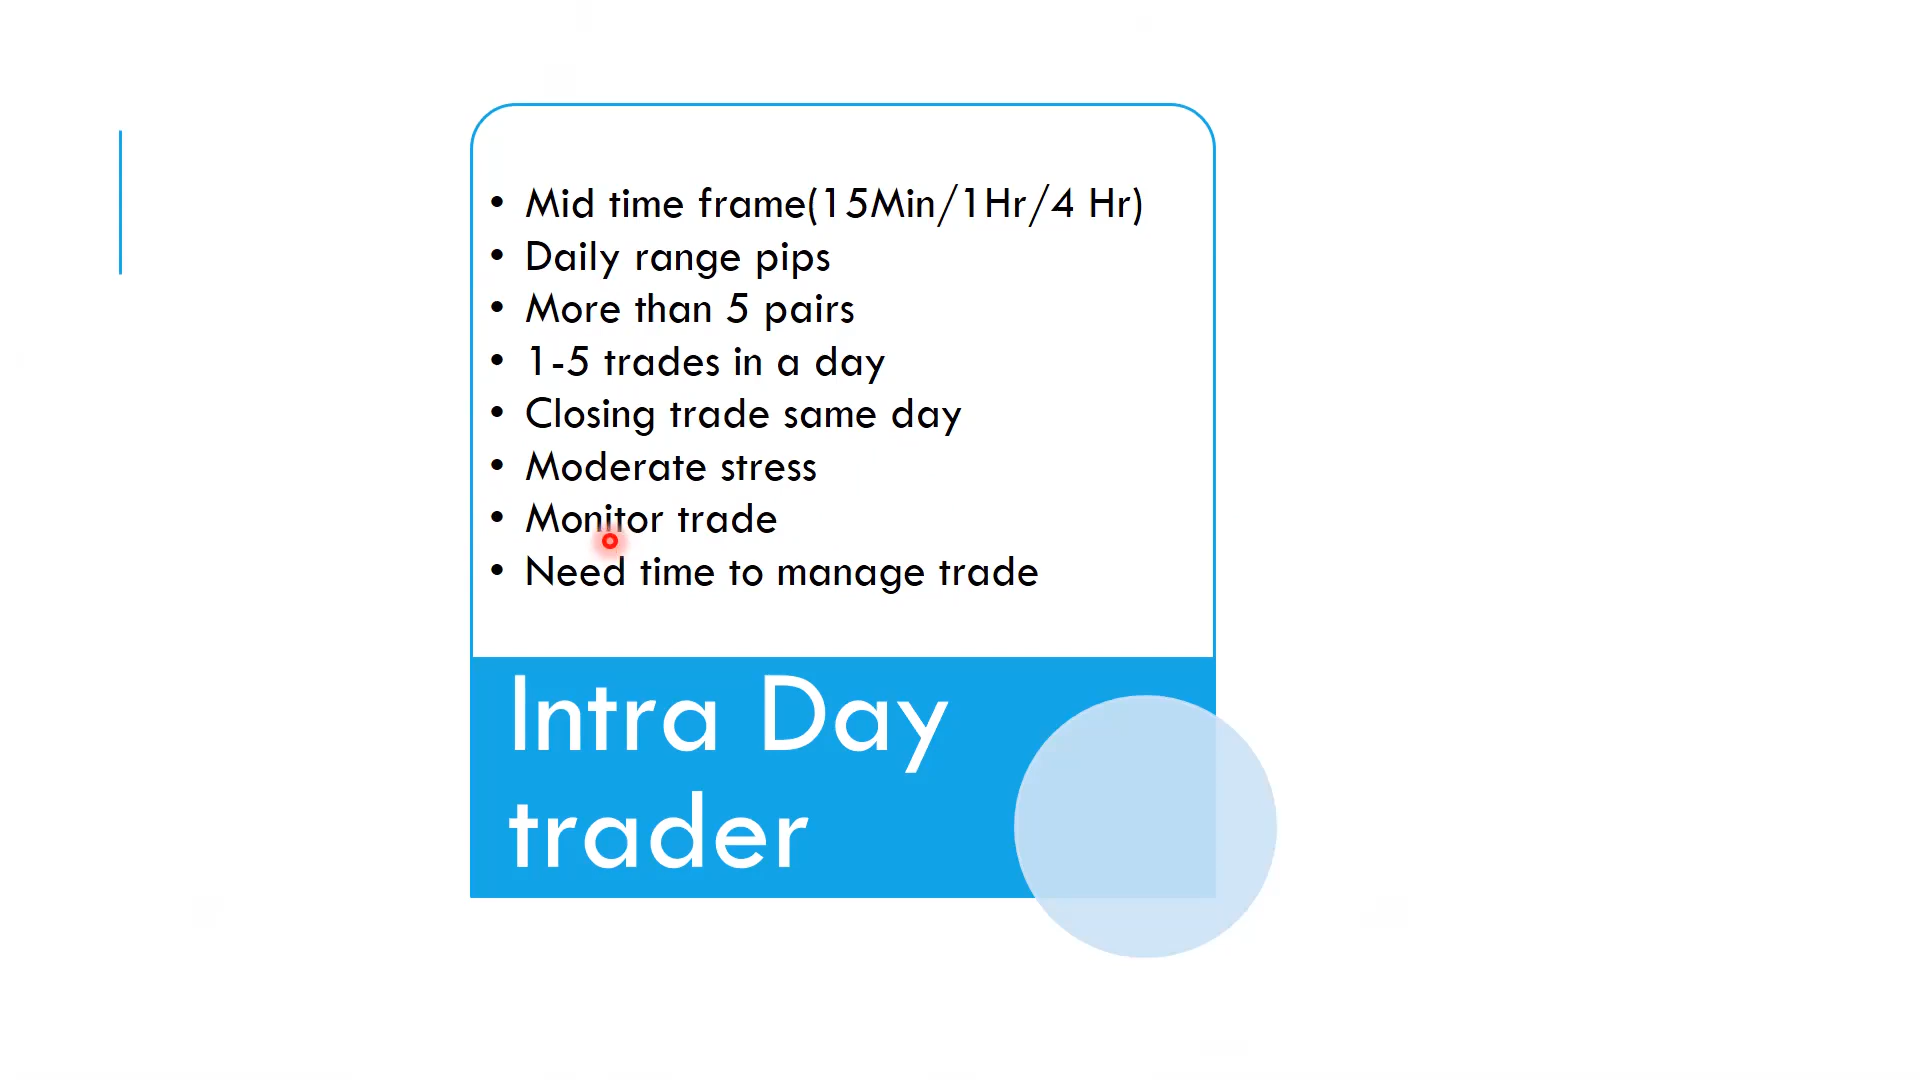 • Mid time frame(15Min/1Hr/4 Hr)
• Daily range pips
• More than 5 pairs
• 1-5 trades in a day
• Closing trade same day
• Moderate stress
• Monitor trade
• Need time to manage trade
Intra Day
trader